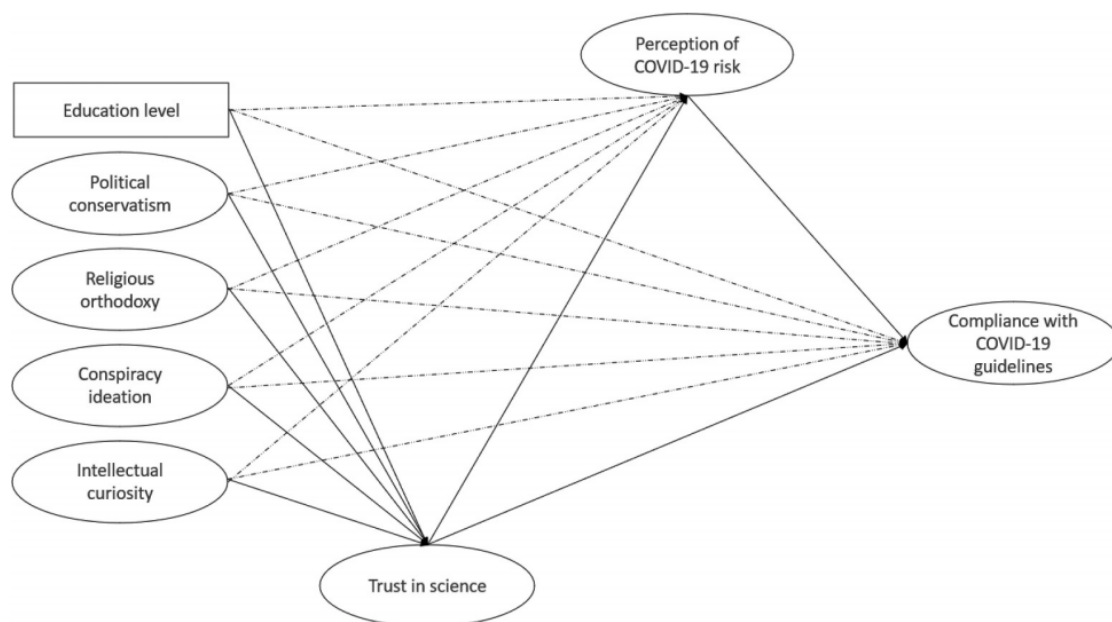 Perception of
COVID-19 risk
Education level
Political
conservatism
Religious
orthodoxy
Compliance with
COVID-19
guidelines
Conspiracy
ideation
Intellectual
curiosity
Trust in science